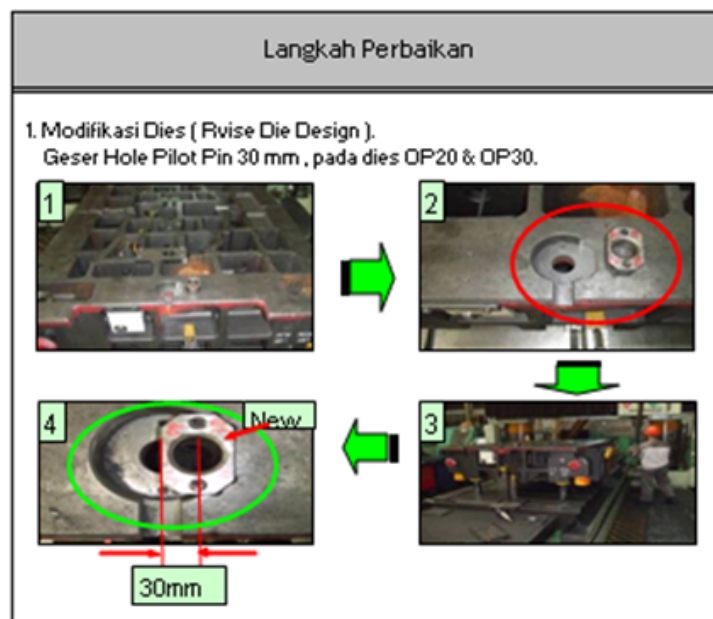 Langkah Perbaikan
1. Modifikasi Dies ( Rvise Die Design ).
Geser Hole Pilot Pin 30 mm , pada dies OP20 & OP30.
1
2
4
New
3
30mm